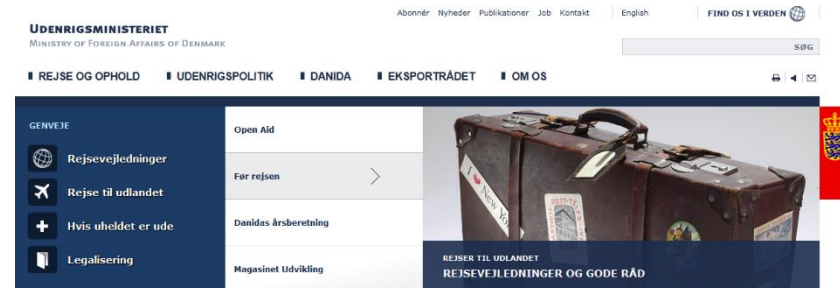 Abonnér Nyheder Publikationer Job Kontakt English FIND OS I VERDEN
UDENRIGSMINISTERIET
MINISTRY OF FOREIGN AFFAIRS OF DENMARK
SØG
REJSE OG OPHOLD UDENRIGSPOLITIK DANIDA EKSPORTRÅDET OM OS
GENVEJE
Rejsevejledninger
Rejse til udlandet
Hvis uheldet er ude
Legalisering
Open Aid
Før rejsen
Danidas årsberetning
Magasinet Udvikling
I New Yo
REJSER TIL UDLANDET
REJSEVEJLEDNINGER OG GODE RÅD